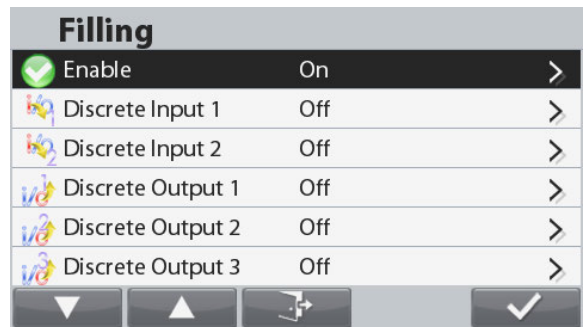 Filling
Enable On
Discrete Input 1 Off
Discrete Input 2 Off
Discrete Output 1 Off
Discrete Output 2 Off
Discrete Output 3 Off